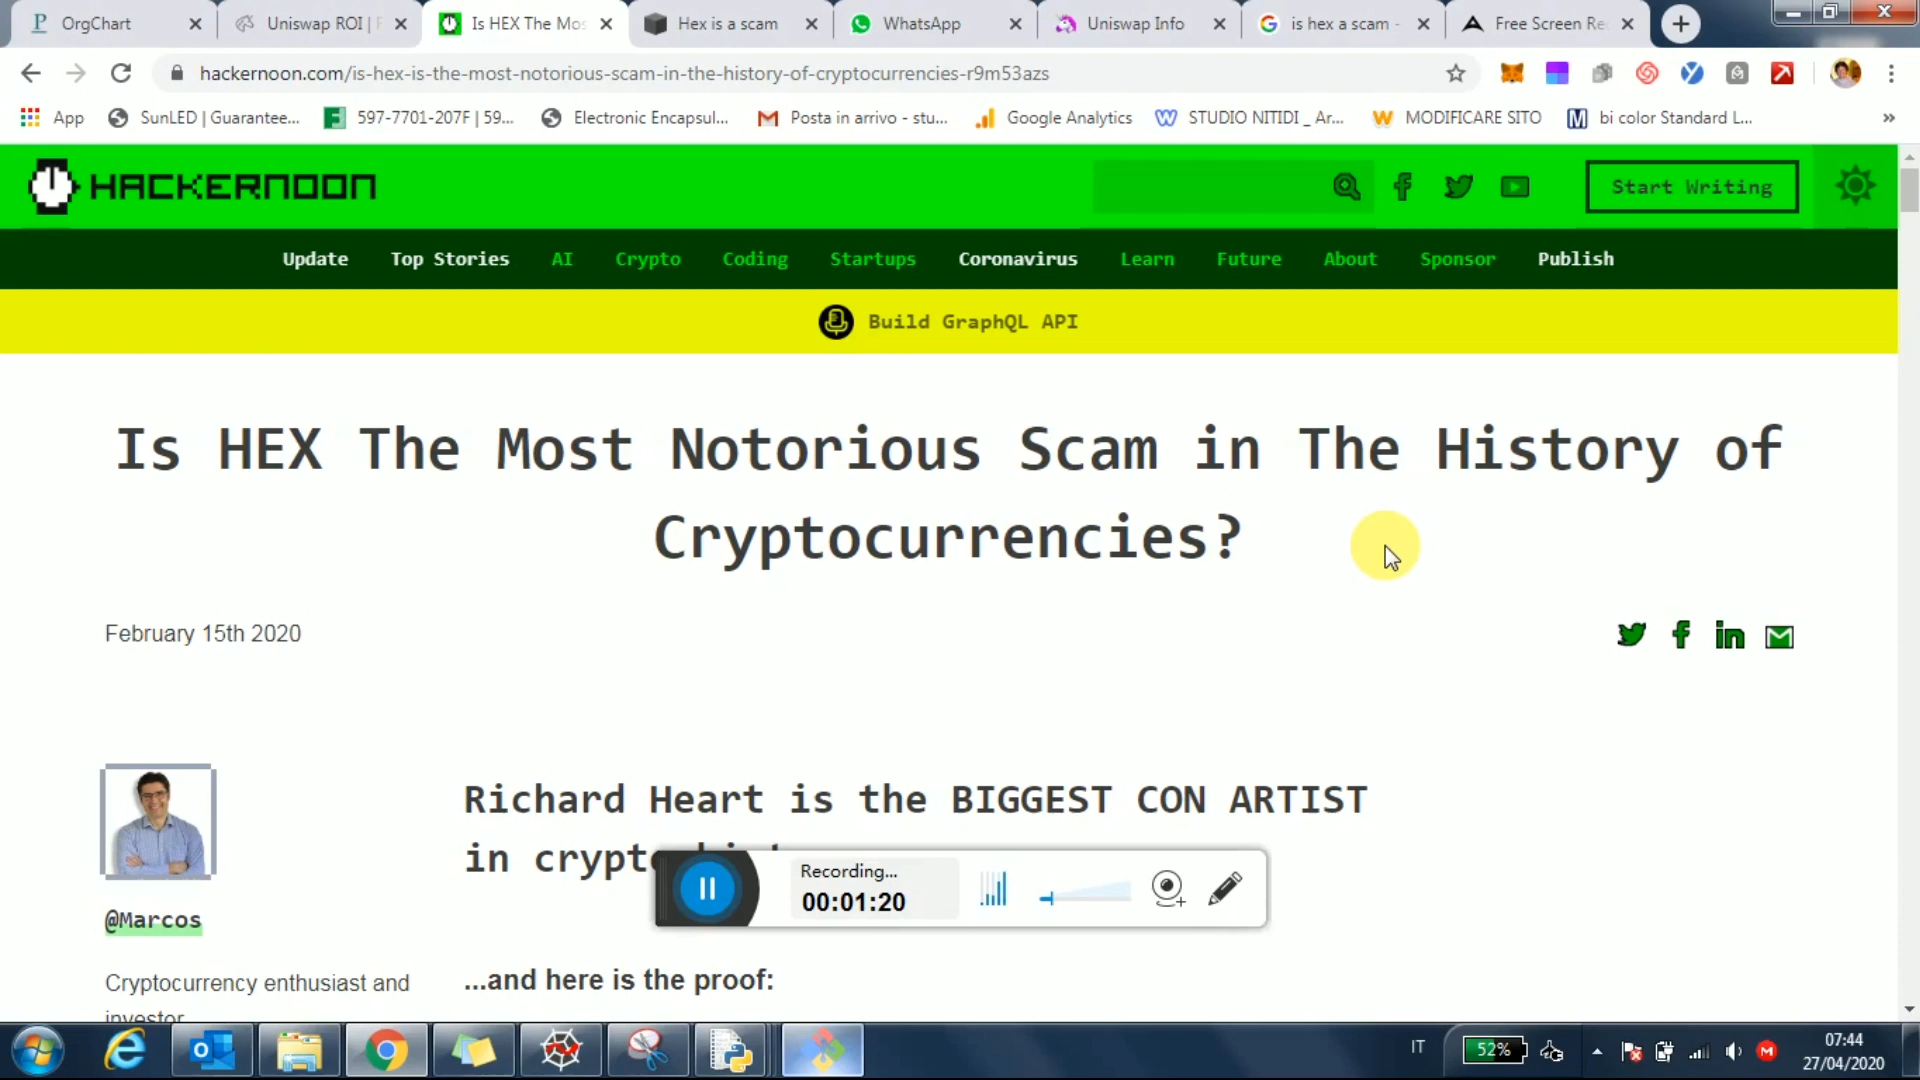 OrgChart
Uniswap ROI |
Is HEX The Mos
Hex is a scam
WhatsApp
Uniswap Info
is hex a scam -
Free Screen Re
hackernoon.com/is-hex-is-the-most-notorious-scam-in-the-history-of-cryptocurrencies-r9m53azs
App
SunLED | Guarantee...
597-7701-207F | 59...
Electronic Encapsul...
Posta in arrivo - stu...
Google Analytics
STUDIO NITIDI _ Ar...
MODIFICARE SITO
bi color Standard L...
»
HACKERNOON
Start Writing
Update
Top Stories
AI
Crypto
Coding
Startups
Coronavirus
Learn
Future
About
Sponsor
Publish
Build GraphQL API
Is HEX The Most Notorious Scam in The History of
Cryptocurrencies?
February 15th 2020
Richard Heart is the BIGGEST CON ARTIST
in crypto
Recording...
00:01:20
@Marcos
...and here is the proof:
Cryptocurrency enthusiast and
investor
IT
52%
07:44
27/04/2020